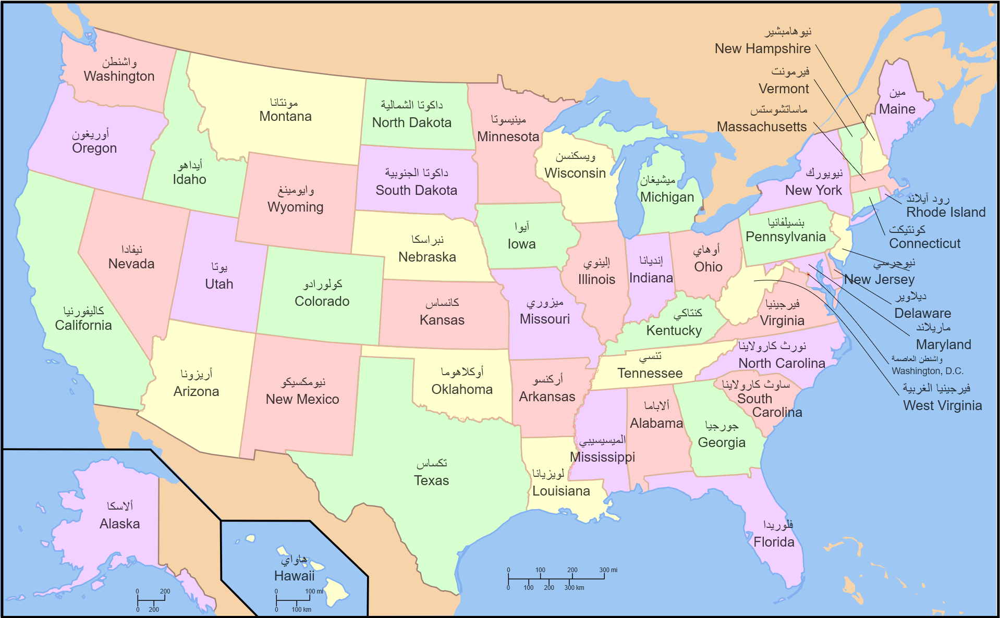 نيوهامبشير
New Hampshire
فيرمونت
Vermont
ماساتشوستس
Massachusetts
مين
Maine
واشنطن
Washington
مونتانا
Montana
داكوتا الشمالية
North Dakota
مينيسوتا
Minnesota
أوريغون
Oregon
أيداهو
Idaho
وايومينغ
Wyoming
داكوتا الجنوبية
South Dakota
ويسكنسن
Wisconsin
ميشيغان
Michigan
نيويورك
New York
رود آيلاند
Rhode Island
كونتيكت
Connecticut
بنسيلفانيا
Pennsylvania
نيوجرسي
New Jersey
نيفادا
Nevada
يوتا
Utah
نبراسكا
Nebraska
آيوا
Iowa
إلينوي
Illinois
إنديانا
Indiana
أوهاي
Ohio
ديلاوير
Delaware
ماريلاند
Maryland
واشنطن العاصمة
Washington, D.C.
فيرجينيا الغربية
West Virginia
كاليفورنيا
California
كولورادو
Colorado
كانساس
Kansas
ميزوري
Missouri
كنتاكي
Kentucky
فيرجينيا
Virginia
نورث كارولاينا
North Carolina
تنسي
Tennessee
أريزونا
Arizona
نيومكسيكو
New Mexico
أوكلاهوما
Oklahoma
أركنسو
Arkansas
ساوث كارولاينا
South
Carolina
ألاباما
Alabama
جورجيا
Georgia
الميسيسيبي
Mississippi
تكساس
Texas
لويزيانا
Louisiana
فلوريدا
Florida
ألاسكا
Alaska
هاواي
Hawaii
0 200
0 200
0 100 mi
0 100 km
0 100 200 300 mi
0 100 200 300 km